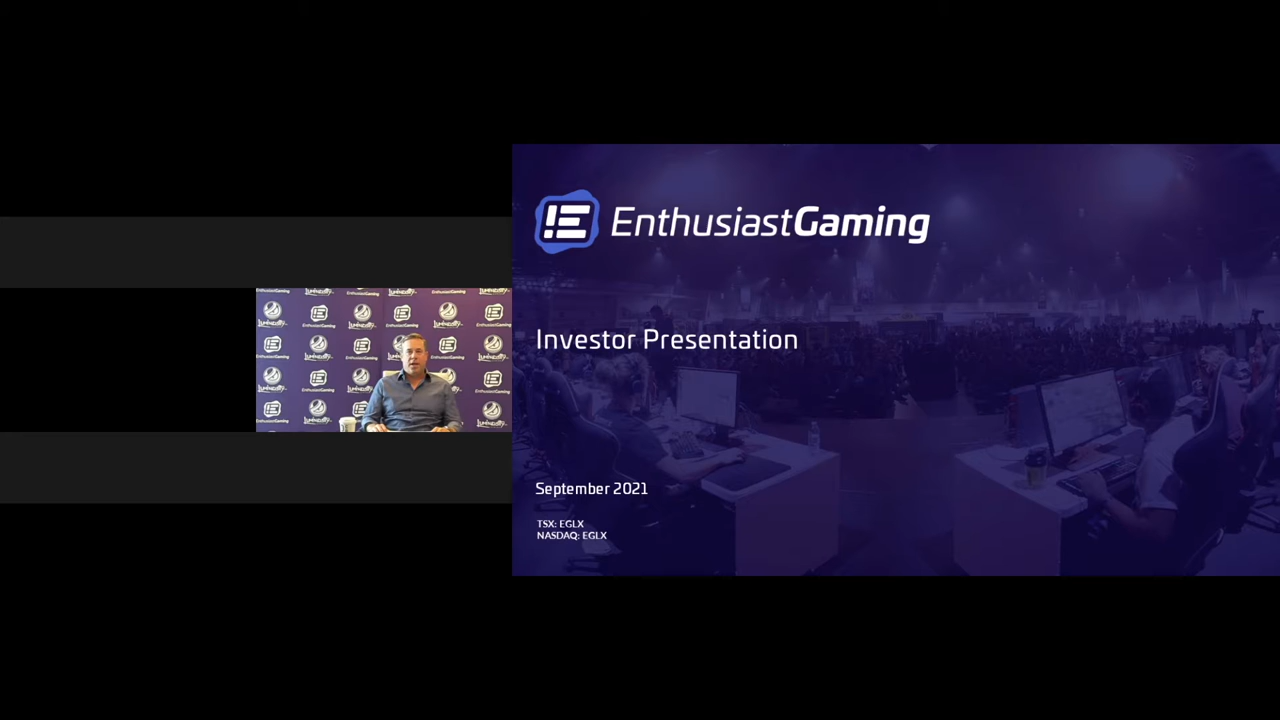 EnthusiastGaming
Investor Presentation
September 2021
TSX: EGLX
NASDAQ: EGLX